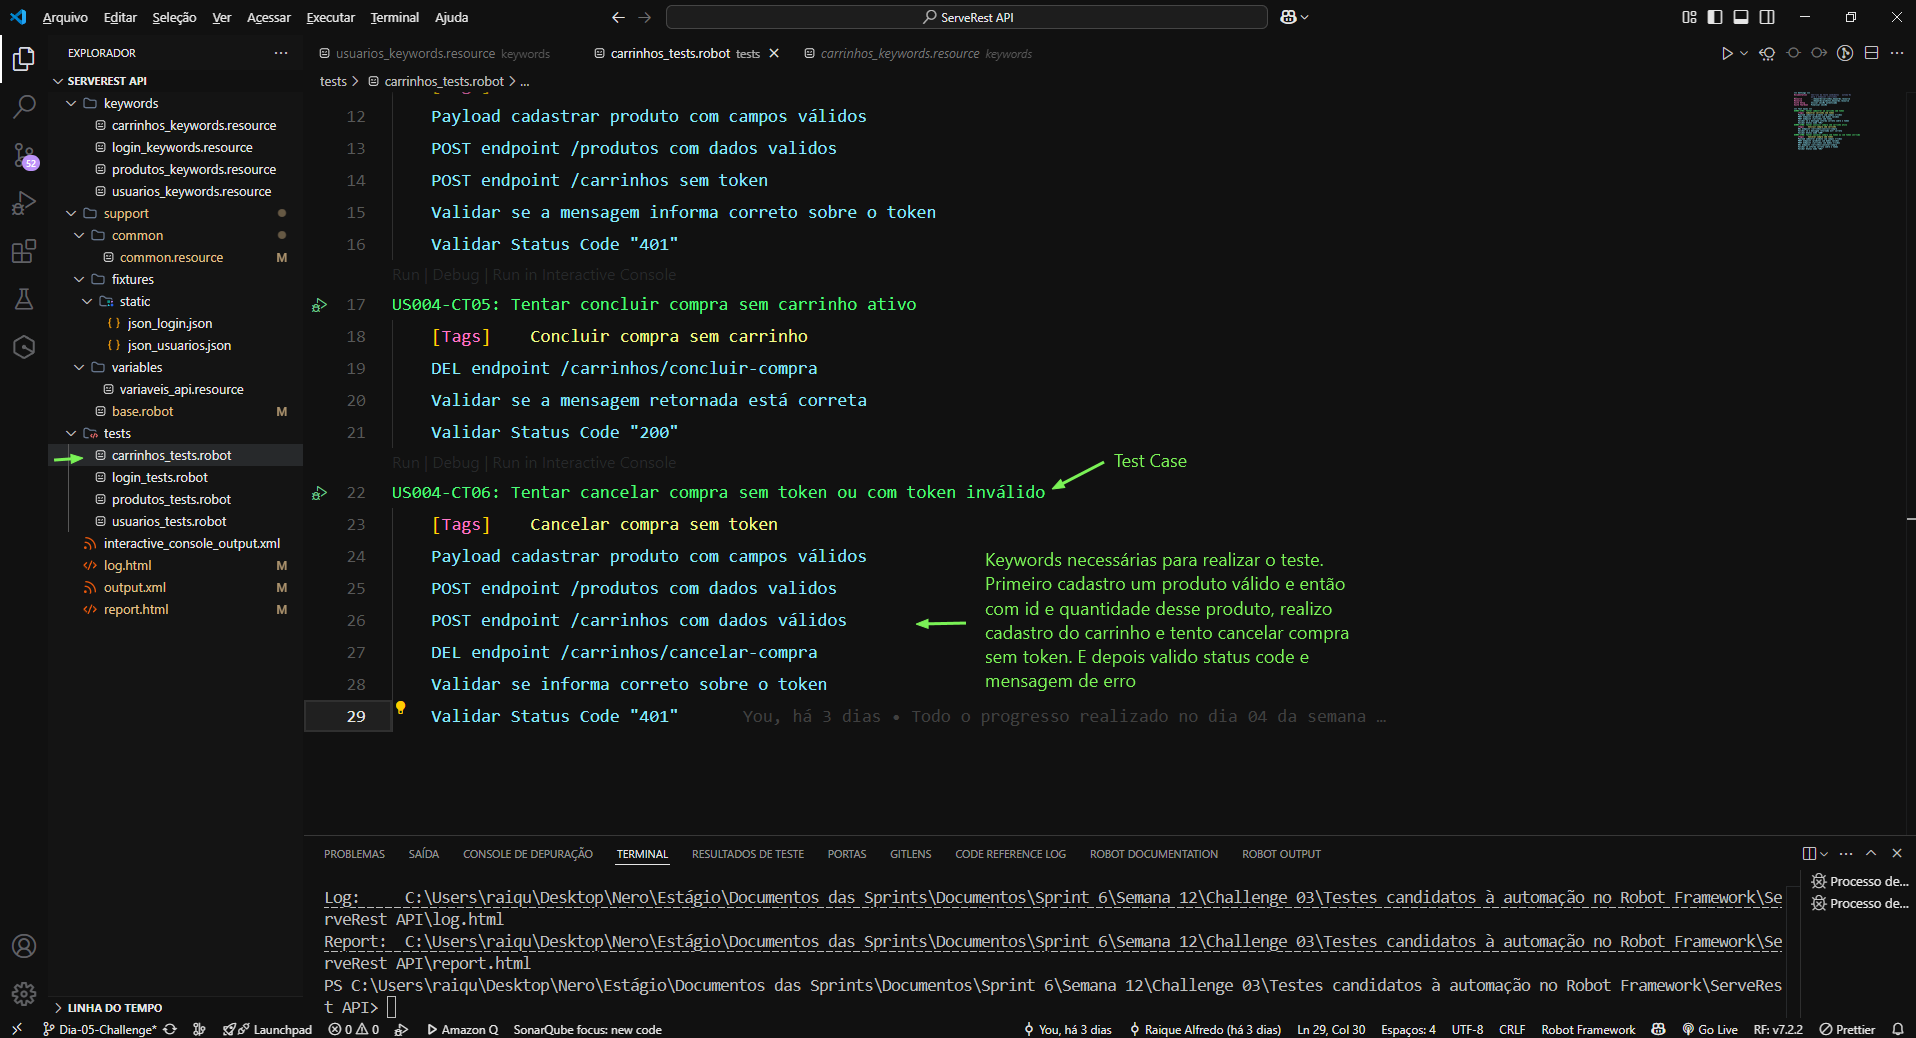 Arquivo Editar Seleção Ver Acessar Executar Terminal Ajuda
ServeRest API
EXPLORADOR
SERVEREST API
keywords
carrinhos_keywords.resource
login_keywords.resource
produtos_keywords.resource
usuarios_keywords.resource
support
common
common.resource M
fixtures
static
json_login.json
json_usuarios.json
variables
variaveis_api.resource
base.robot M
tests
carrinhos_tests.robot
login_tests.robot
produtos_tests.robot
usuarios_tests.robot
interactive_console_output.xml
log.html M
output.xml M
report.html M
LINHA DO TEMPO
52
usuarios_keywords.resource keywords
carrinhos_tests.robot tests
carrinhos_keywords.resource keywords
tests > carrinhos_tests.robot > ...
12 Payload cadastrar produto com campos válidos
13 POST endpoint /produtos com dados validos
14 POST endpoint /carrinhos sem token
15 Validar se a mensagem informa correto sobre o token
16 Validar Status Code "401"
Run | Debug | Run in Interactive Console
17 US004-CT05: Tentar concluir compra sem carrinho ativo
18 [Tags] Concluir compra sem carrinho
19 DEL endpoint /carrinhos/concluir-compra
20 Validar se a mensagem retornada está correta
21 Validar Status Code "200"
Run | Debug | Run in Interactive Console
Test Case
22 US004-CT06: Tentar cancelar compra sem token ou com token inválido
23 [Tags] Cancelar compra sem token
24 Payload cadastrar produto com campos válidos
25 POST endpoint /produtos com dados validos
26 POST endpoint /carrinhos com dados válidos
27 DEL endpoint /carrinhos/cancelar-compra
28 Validar se informa correto sobre o token
29 Validar Status Code "401" You, há 3 dias • Todo o progresso realizado no dia 04 da semana …
Keywords necessárias para realizar o teste.
Primeiro cadastro um produto válido e então
com id e quantidade desse produto, realizo
cadastro do carrinho e tento cancelar compra
sem token. E depois valido status code e
mensagem de erro
PROBLEMAS SAÍDA CONSOLE DE DEPURAÇÃO TERMINAL RESULTADOS DE TESTE PORTAS GITLENS CODE REFERENCE LOG ROBOT DOCUMENTATION ROBOT OUTPUT
Log: C:\Users\raiqu\Desktop\Nero\Estágio\Documentos das Sprints\Documentos\Sprint 6\Semana 12\Challenge 03\Testes candidatos à automação no Robot Framework\Se
rveRest API\log.html
Report: C:\Users\raiqu\Desktop\Nero\Estágio\Documentos das Sprints\Documentos\Sprint 6\Semana 12\Challenge 03\Testes candidatos à automação no Robot Framework\Se
rveRest API\report.html
PS C:\Users\raiqu\Desktop\Nero\Estágio\Documentos das Sprints\Documentos\Sprint 6\Semana 12\Challenge 03\Testes candidatos à automação no Robot Framework\ServeRes
t API>
Processo de...
Processo de...
Dia-05-Challenge* Launchpad 0 0 Amazon Q SonarQube focus: new code You, há 3 dias Raique Alfredo (há 3 dias) Ln 29, Col 30 Espaços: 4 UTF-8 CRLF Robot Framework Go Live RF: v7.2.2 Prettier